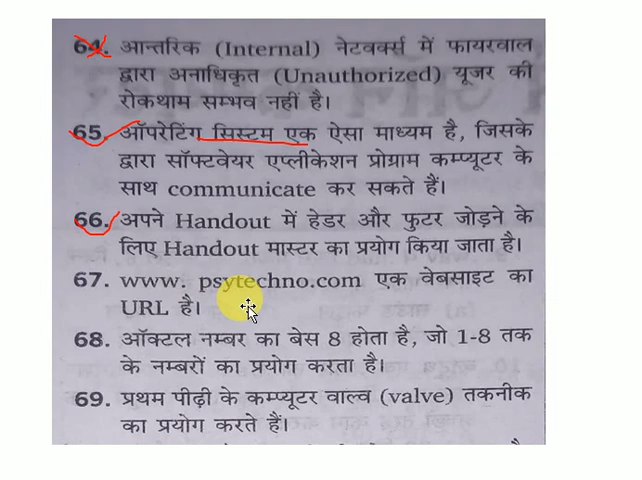 64. आन्तरिक (Internal) नेटवर्क्स में फायरवाल
द्वारा अनाधिकृत (Unauthorized) यूजर की
रोकथाम सम्भव नहीं है।
65. ऑपरेटिंग सिस्टम एक ऐसा माध्यम है, जिसके
द्वारा सॉफ्टवेयर एप्लीकेशन प्रोग्राम कम्प्यूटर के
साथ communicate कर सकते हैं।
66. अपने Handout में हेडर और फुटर जोड़ने के
लिए Handout मास्टर का प्रयोग किया जाता है।
67. www. psytechno.com एक वेबसाइट का
URL है।
68. ऑक्टल नम्बर का बेस 8 होता है, जो 1-8 तक
के नम्बरों का प्रयोग करता है।
69. प्रथम पीढ़ी के कम्प्यूटर वाल्व (valve) तकनीक
का प्रयोग करते हैं।